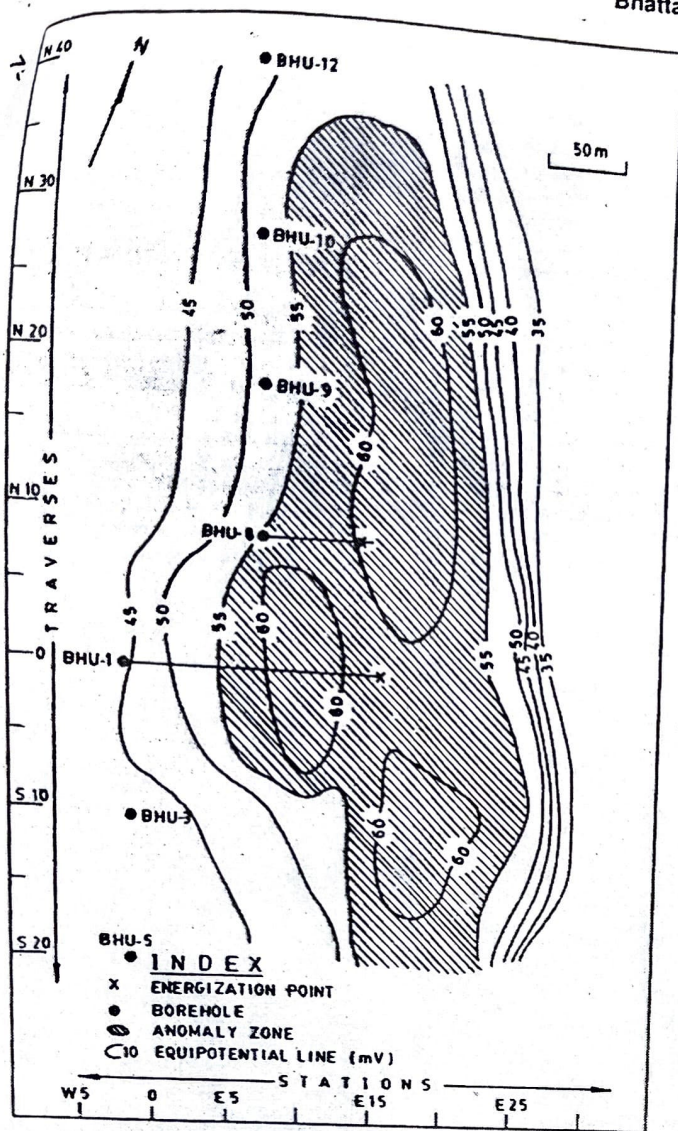 Bhatta
N 40
N
BHU-12
50m
N 30
BHU-10
45
50
55
60
55
50
45
40
35
N 20
BHU-9
60
N 10
BHU-8
TRAVERSES
45
50
55
60
0
BHU-1
60
55
50
45
40
35
S 10
BHU-3
60
60
S 20
BHU-5
INDEX
x ENERGIZATION POINT
BOREHOLE
ANOMALY ZONE
10 EQUIPOTENTIAL LINE (mV)
STATIONS
W5 0 E5 E15 E25